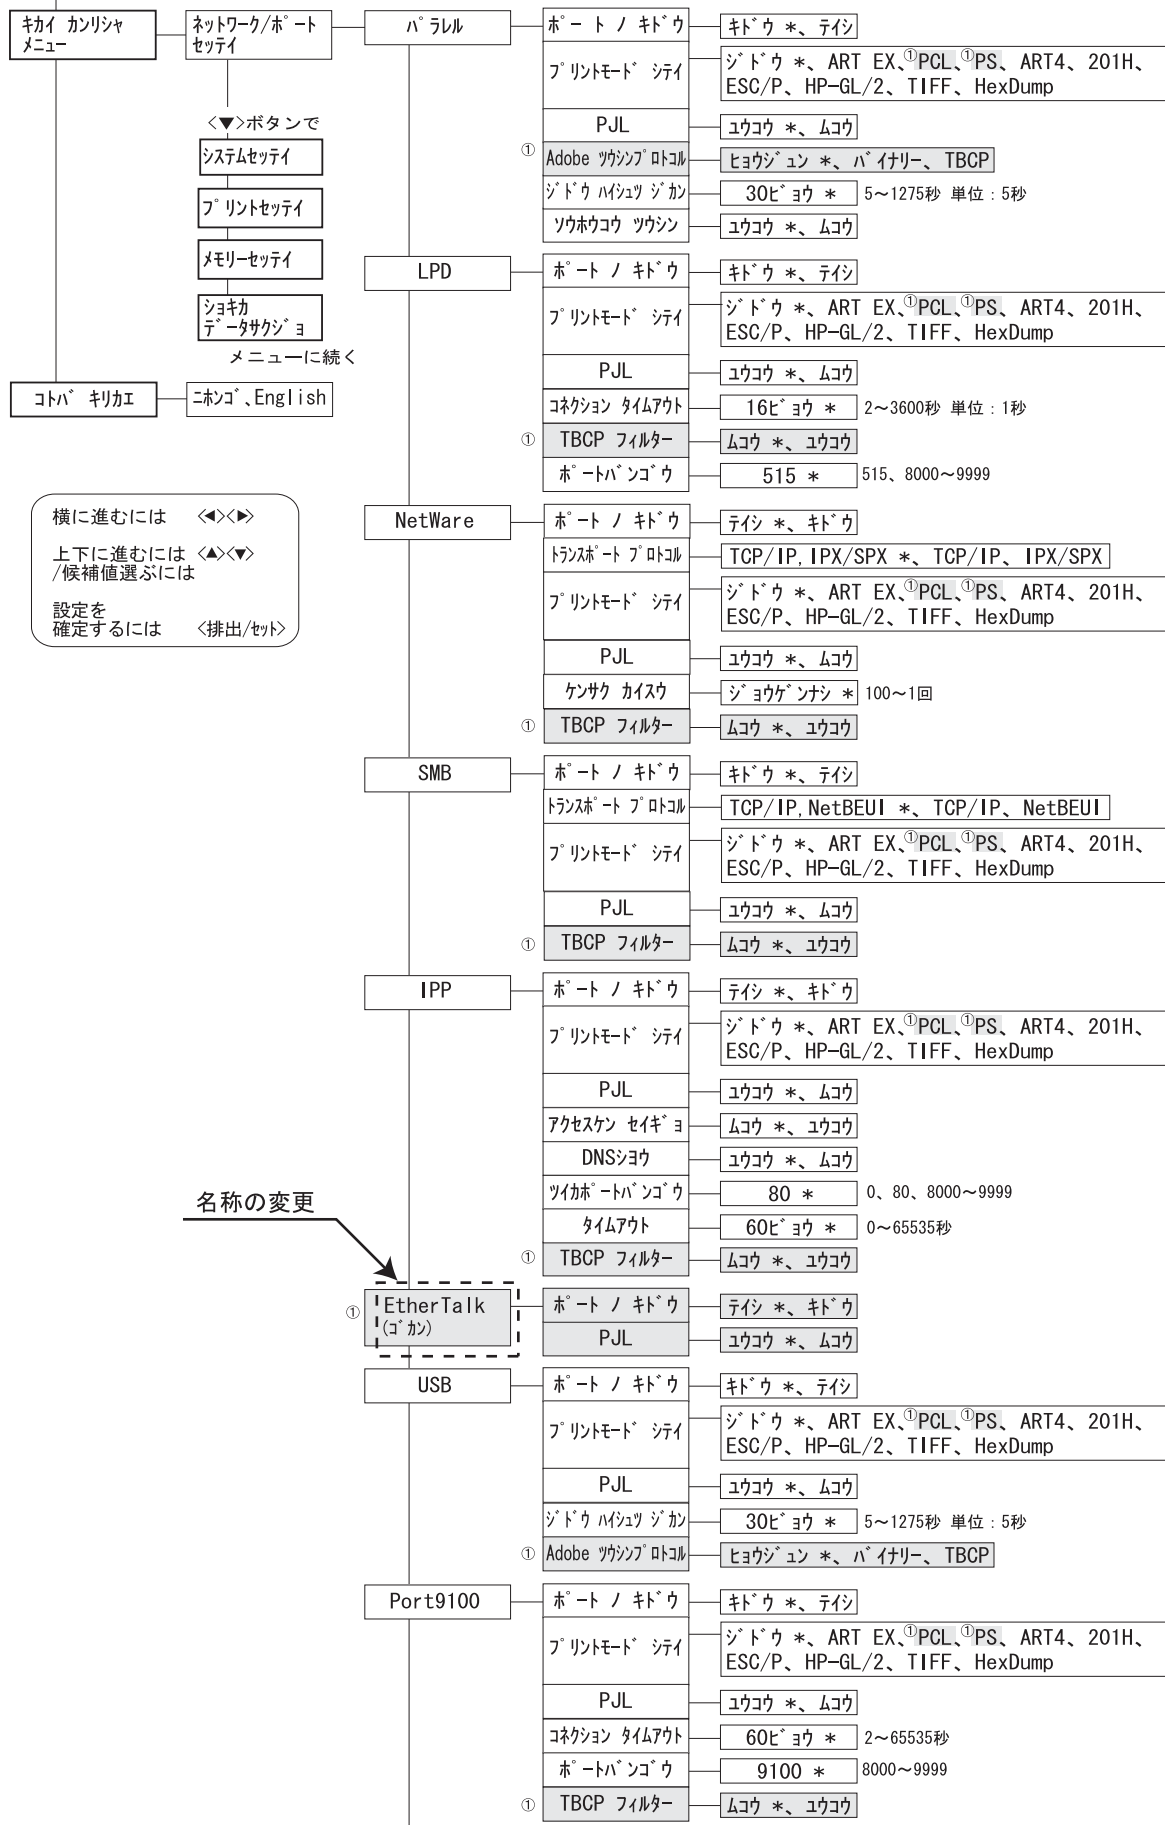 キカイ カンリシャ
メニュー
ネットワーク/ポート
セッテイ
<▼>ボタンで
システムセッテイ
プリントセッテイ
メモリーセッテイ
ショキカ
データサクジョ
メニューに続く
コトバ キリカエ
ニホンゴ、English
横に進むには <◀><▶>
上下に進むには <▲><▼>
/候補値選ぶには
設定を
確定するには <排出/セット>
パラレル
ポート ノ キドウ
キドウ *、テイシ
プリントモード シテイ
ジドウ *、ART EX、①PCL、①PS、ART4、201H、
ESC/P、HP-GL/2、TIFF、HexDump
PJL
ユウコウ *、ムコウ
① Adobe ツウシンプロトコル
ヒョウジュン *、バイナリー、TBCP
ジドウ ハイシュツ ジカン
30ビョウ * 5~1275秒 単位:5秒
ソウホウコウ ツウシン
ユウコウ *、ムコウ
LPD
ポート ノ キドウ
キドウ *、テイシ
プリントモード シテイ
ジドウ *、ART EX、①PCL、①PS、ART4、201H、
ESC/P、HP-GL/2、TIFF、HexDump
PJL
ユウコウ *、ムコウ
コネクション タイムアウト
16ビョウ * 2~3600秒 単位:1秒
① TBCP フィルター
ムコウ *、ユウコウ
ポートバンゴウ
515 * 515、8000~9999
NetWare
ポート ノ キドウ
テイシ *、キドウ
トランスポート プロトコル
TCP/IP,IPX/SPX *、TCP/IP、IPX/SPX
プリントモード シテイ
ジドウ *、ART EX、①PCL、①PS、ART4、201H、
ESC/P、HP-GL/2、TIFF、HexDump
PJL
ユウコウ *、ムコウ
ケンサク カイスウ
ジョウゲンナシ * 100~1回
① TBCP フィルター
ムコウ *、ユウコウ
SMB
ポート ノ キドウ
キドウ *、テイシ
トランスポート プロトコル
TCP/IP,NetBEUI *、TCP/IP、NetBEUI
プリントモード シテイ
ジドウ *、ART EX、①PCL、①PS、ART4、201H、
ESC/P、HP-GL/2、TIFF、HexDump
PJL
ユウコウ *、ムコウ
① TBCP フィルター
ムコウ *、ユウコウ
IPP
ポート ノ キドウ
テイシ *、キドウ
プリントモード シテイ
ジドウ *、ART EX、①PCL、①PS、ART4、201H、
ESC/P、HP-GL/2、TIFF、HexDump
PJL
ユウコウ *、ムコウ
アクセスケン セイギョ
ムコウ *、ユウコウ
DNSショウ
ユウコウ *、ムコウ
ツイカポートバンゴウ
80 * 0、80、8000~9999
タイムアウト
60ビョウ * 0~65535秒
① TBCP フィルター
ムコウ *、ユウコウ
名称の変更
① EtherTalk
(ゴカン)
ポート ノ キドウ
テイシ *、キドウ
PJL
ユウコウ *、ムコウ
USB
ポート ノ キドウ
キドウ *、テイシ
プリントモード シテイ
ジドウ *、ART EX、①PCL、①PS、ART4、201H、
ESC/P、HP-GL/2、TIFF、HexDump
PJL
ユウコウ *、ムコウ
ジドウ ハイシュツ ジカン
30ビョウ * 5~1275秒 単位:5秒
① Adobe ツウシンプロトコル
ヒョウジュン *、バイナリー、TBCP
Port9100
ポート ノ キドウ
キドウ *、テイシ
プリントモード シテイ
ジドウ *、ART EX、①PCL、①PS、ART4、201H、
ESC/P、HP-GL/2、TIFF、HexDump
PJL
ユウコウ *、ムコウ
コネクション タイムアウト
60ビョウ * 2~65535秒
ポートバンゴウ
9100 * 8000~9999
① TBCP フィルター
ムコウ *、ユウコウ